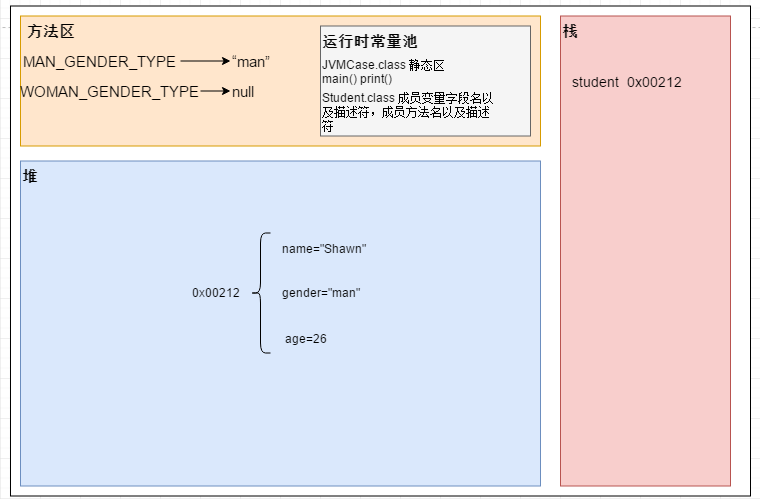 方法区
MAN_GENDER_TYPE
“man”
WOMAN_GENDER_TYPE
null
运行时常量池
JVMCase.class 静态区
main() print()
Student.class 成员变量字段名以
及描述符，成员方法名以及描述
符
栈
student 0x00212
堆
name="Shawn"
0x00212
gender="man"
age=26